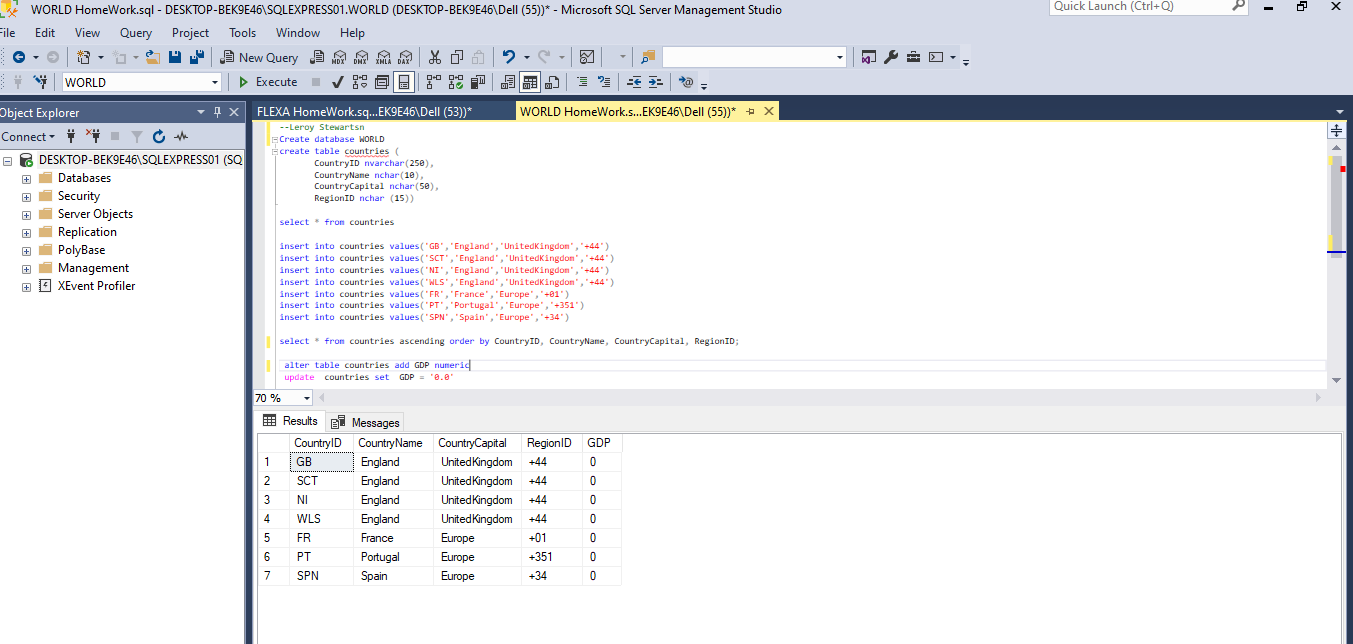 WORLD HomeWork.sql - DESKTOP-BEK9E46\SQLEXPRESS01.WORLD (DESKTOP-BEK9E46\Dell (55))* - Microsoft SQL Server Management Studio
Quick Launch (Ctrl+Q)
File Edit View Query Project Tools Window Help
New Query MDX DMX XMLA DAX
WORLD Execute
Object Explorer
FLEXA HomeWork.sq...EK9E46\Dell (53))* WORLD HomeWork.s...EK9E46\Dell (55))*
Connect
DESKTOP-BEK9E46\SQLEXPRESS01 (SQ
Databases
Security
Server Objects
Replication
PolyBase
Management
XEvent Profiler
--Leroy Stewartsn
Create database WORLD
create table countries (
CountryID nvarchar(250),
CountryName nchar(10),
CountryCapital nchar(50),
RegionID nchar (15))
select * from countries
insert into countries values('GB','England','UnitedKingdom','+44')
insert into countries values('SCT','England','UnitedKingdom','+44')
insert into countries values('NI','England','UnitedKingdom','+44')
insert into countries values('WLS','England','UnitedKingdom','+44')
insert into countries values('FR','France','Europe','+01')
insert into countries values('PT','Portugal','Europe','+351')
insert into countries values('SPN','Spain','Europe','+34')
select * from countries ascending order by CountryID, CountryName, CountryCapital, RegionID;
alter table countries add GDP numeric
update countries set GDP = '0.0'
70 %
Results Messages
CountryID CountryName CountryCapital RegionID GDP
1 GB England UnitedKingdom +44 0
2 SCT England UnitedKingdom +44 0
3 NI England UnitedKingdom +44 0
4 WLS England UnitedKingdom +44 0
5 FR France Europe +01 0
6 PT Portugal Europe +351 0
7 SPN Spain Europe +34 0